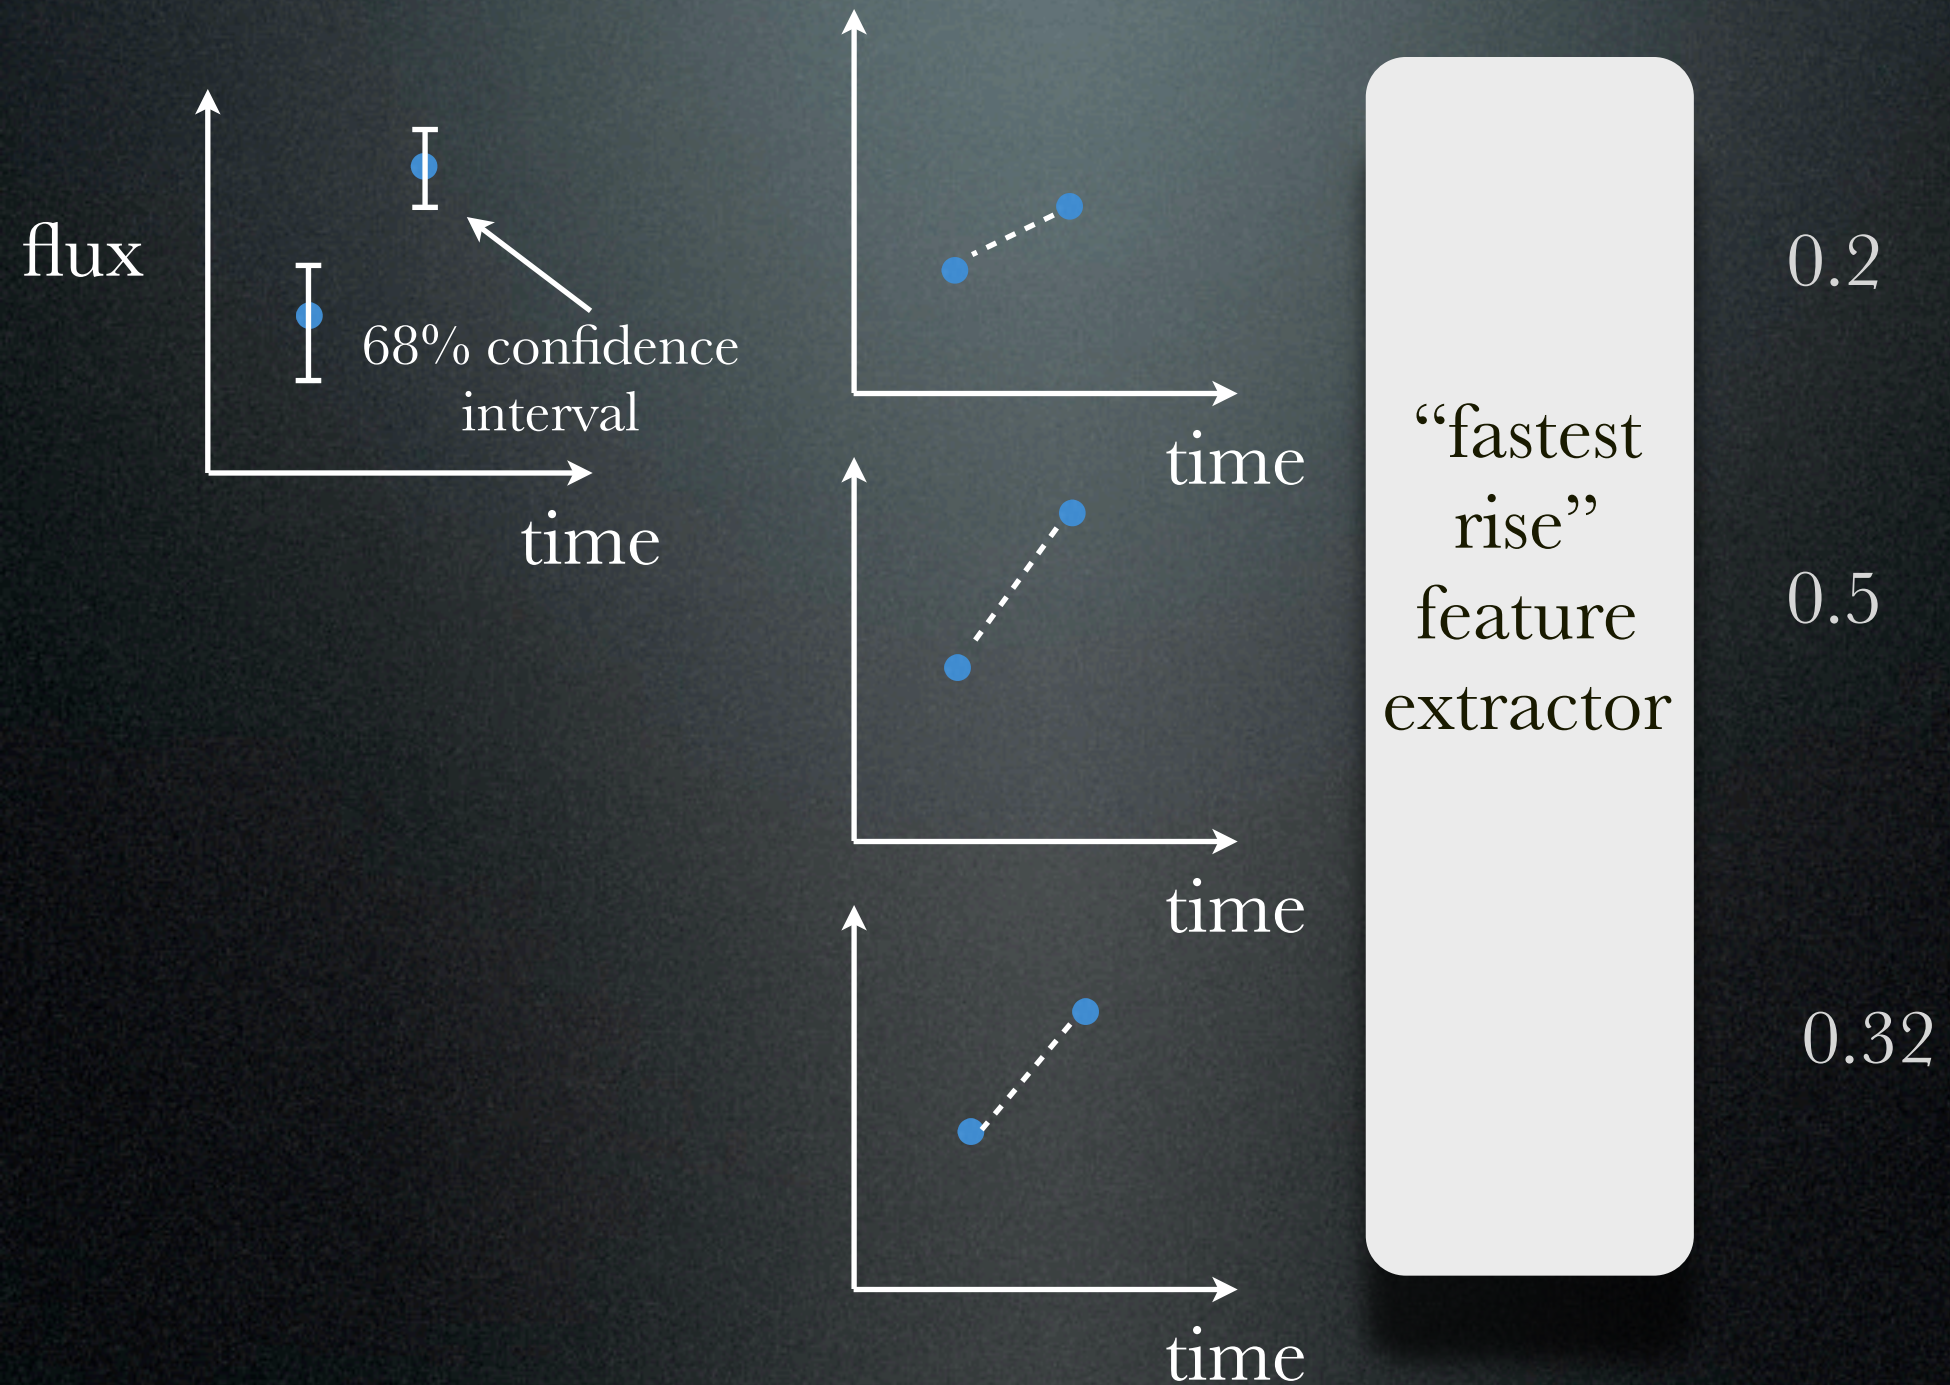 flux
68% confidence
interval
time
time
time
time
“fastest
rise”
feature
extractor
0.2
0.5
0.32